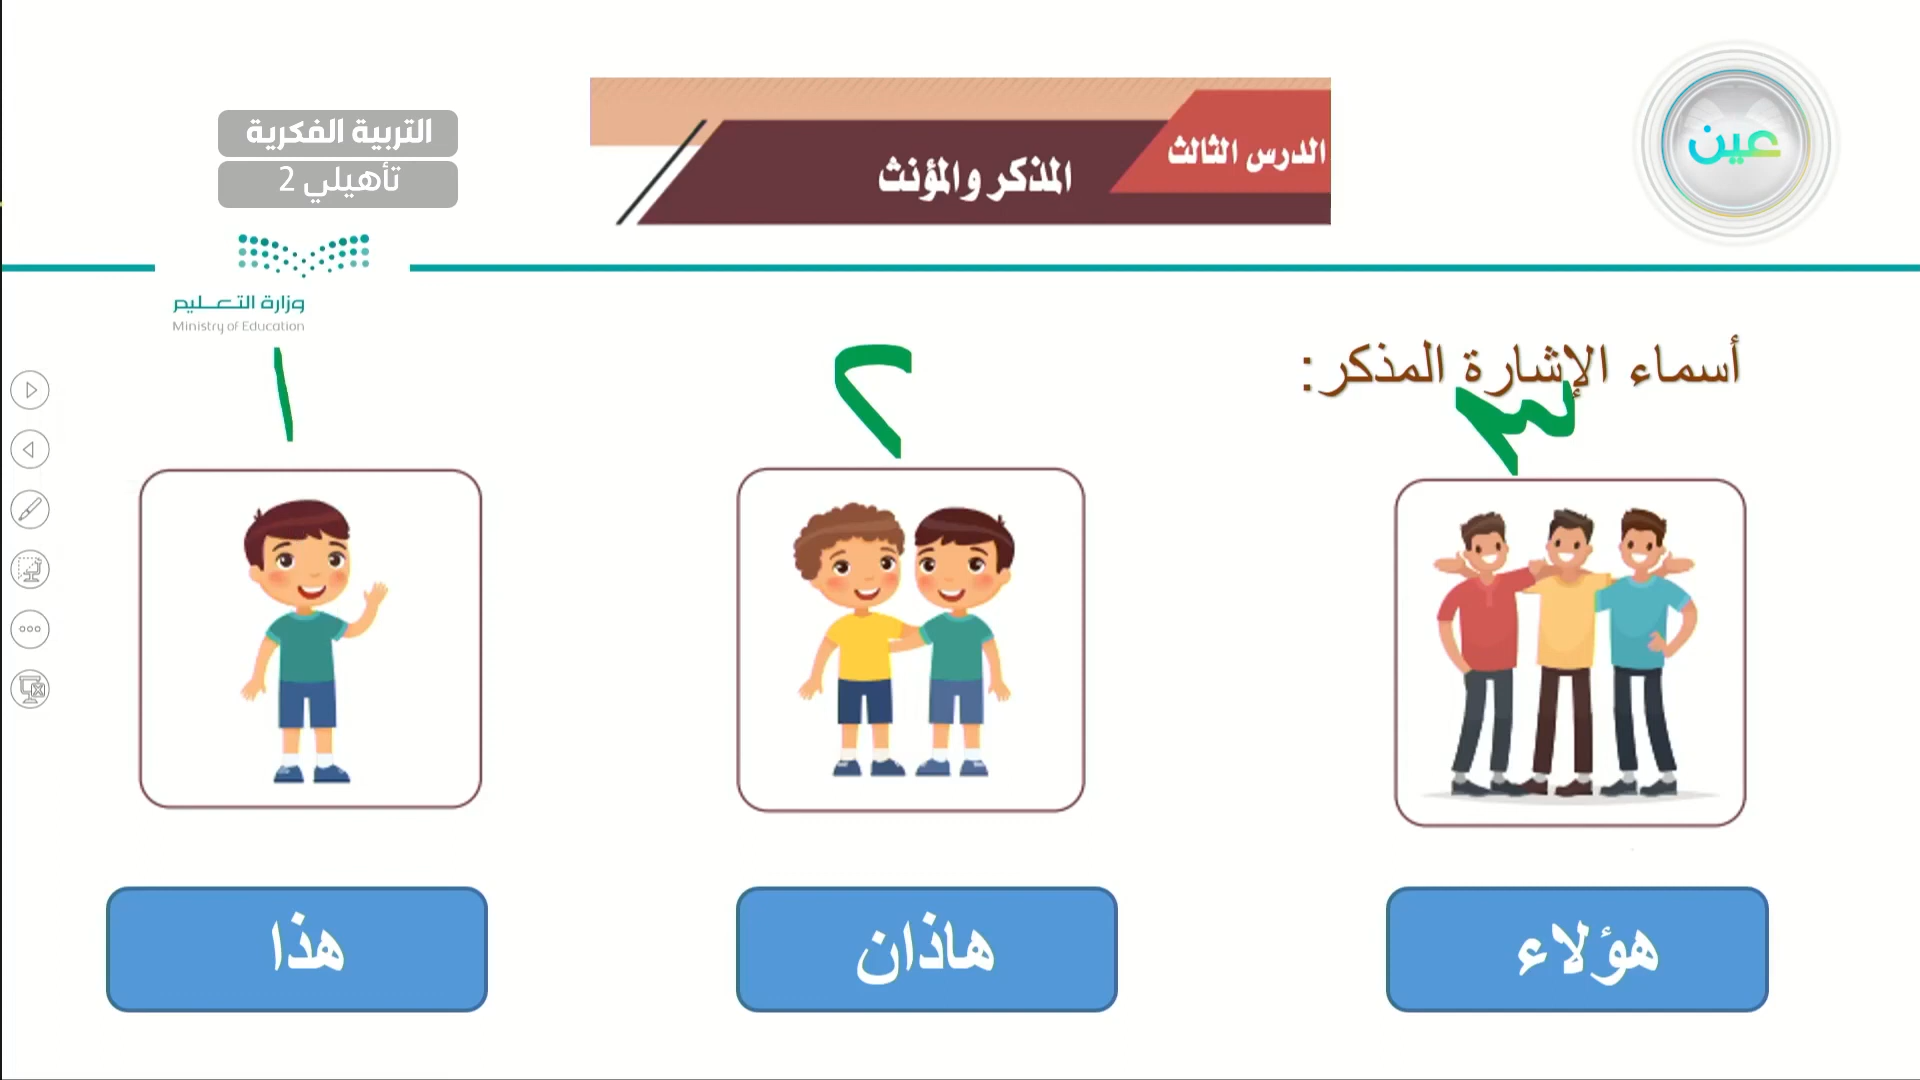 عين
الدرس الثالث
المذكر والمؤنث
التربية الفكرية
تأهيلي 2
وزارة التعليم
Ministry of Education
أسماء الإشارة المذكر:
٣
٢
١
هؤلاء
هاذان
هذا